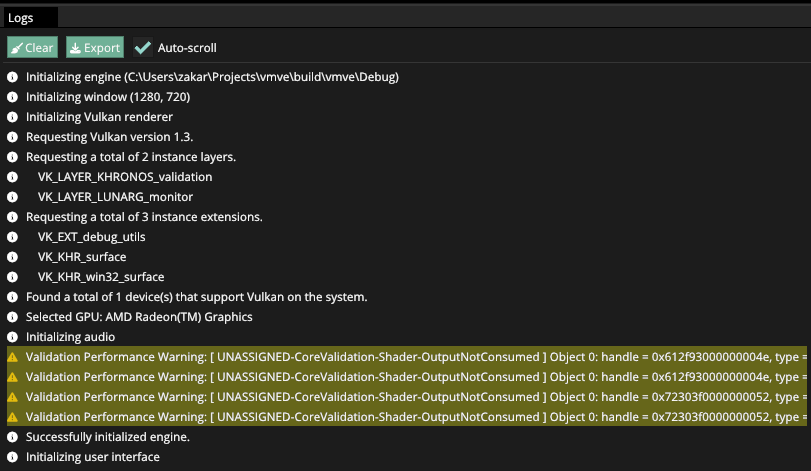 Logs
Clear Export Auto-scroll
Initializing engine (C:\Users\zakar\Projects\vmve\build\vmve\Debug)
Initializing window (1280, 720)
Initializing Vulkan renderer
Requesting Vulkan version 1.3.
Requesting a total of 2 instance layers.
VK_LAYER_KHRONOS_validation
VK_LAYER_LUNARG_monitor
Requesting a total of 3 instance extensions.
VK_EXT_debug_utils
VK_KHR_surface
VK_KHR_win32_surface
Found a total of 1 device(s) that support Vulkan on the system.
Selected GPU: AMD Radeon(TM) Graphics
Initializing audio
Validation Performance Warning: [ UNASSIGNED-CoreValidation-Shader-OutputNotConsumed ] Object 0: handle = 0x612f93000000004e, type =
Validation Performance Warning: [ UNASSIGNED-CoreValidation-Shader-OutputNotConsumed ] Object 0: handle = 0x612f93000000004e, type =
Validation Performance Warning: [ UNASSIGNED-CoreValidation-Shader-OutputNotConsumed ] Object 0: handle = 0x72303f0000000052, type =
Validation Performance Warning: [ UNASSIGNED-CoreValidation-Shader-OutputNotConsumed ] Object 0: handle = 0x72303f0000000052, type =
Successfully initialized engine.
Initializing user interface